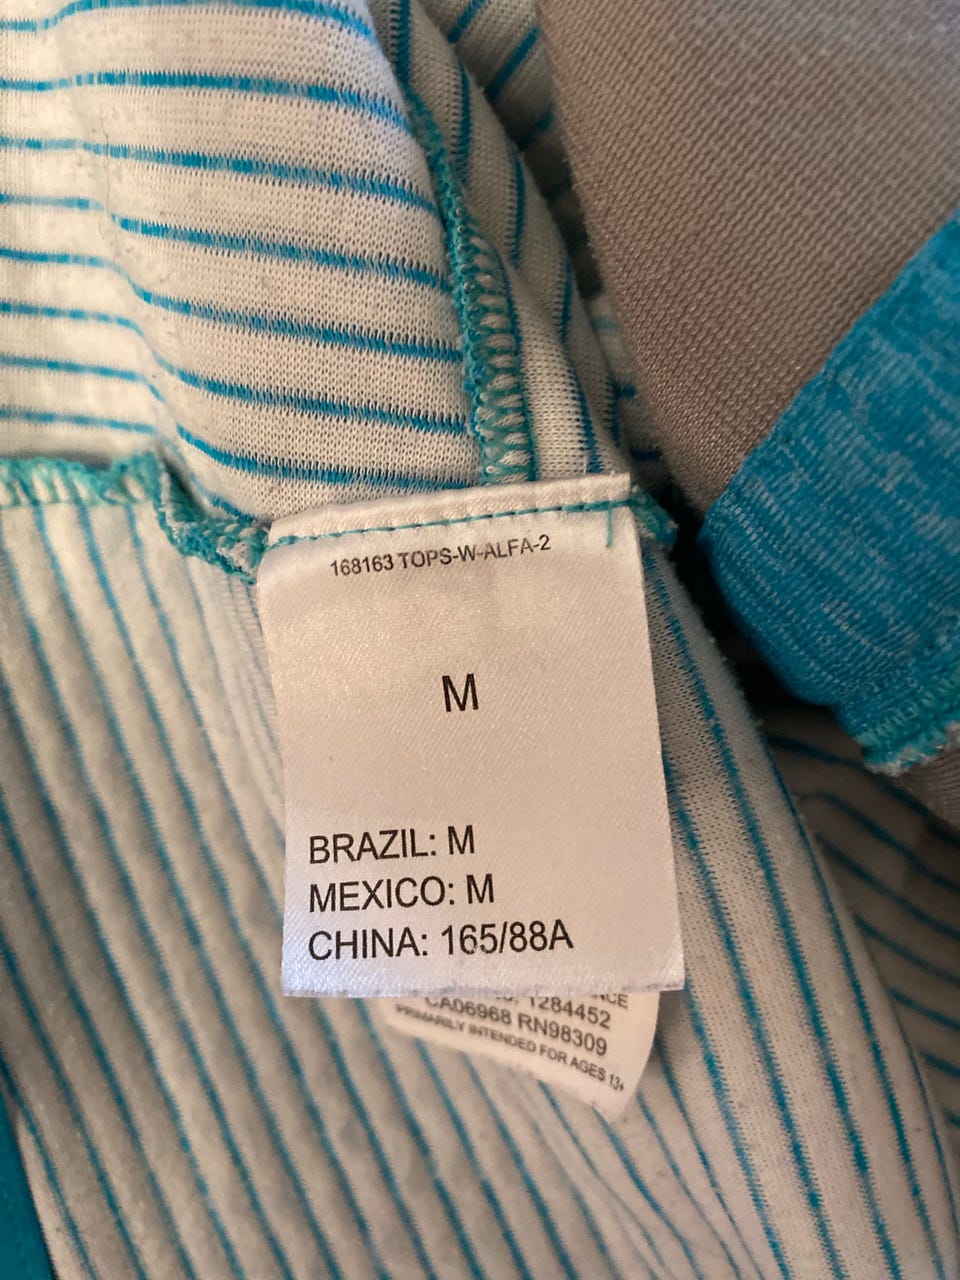 168163 TOPS-W-ALFA-2
M
BRAZIL: M
MEXICO: M
CHINA: 165/88A
1284452
CA06968 RN98309
PRIMARILY INTENDED FOR AGES 13+